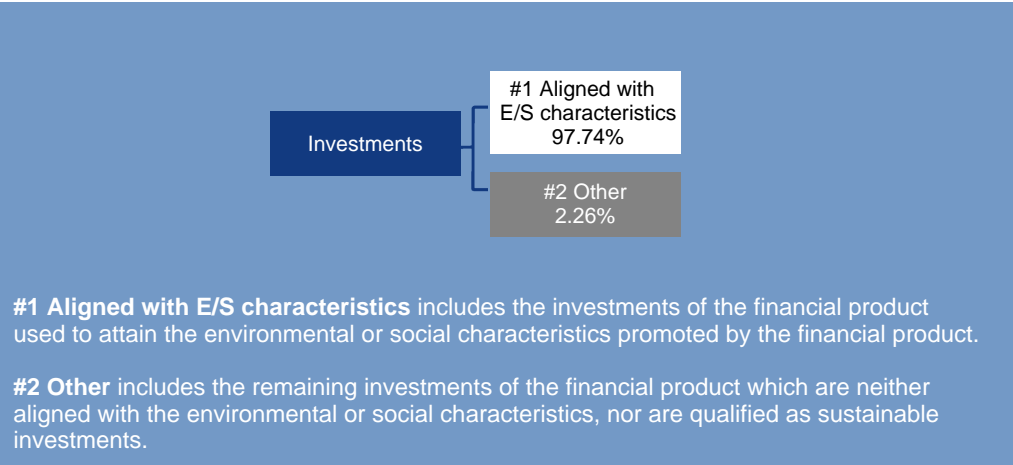 #1 Aligned with
E/S characteristics
97.74%
Investments
#2 Other
2.26%
#1 Aligned with E/S characteristics includes the investments of the financial product
used to attain the environmental or social characteristics promoted by the financial product.
#2 Other includes the remaining investments of the financial product which are neither
aligned with the environmental or social characteristics, nor are qualified as sustainable
investments.